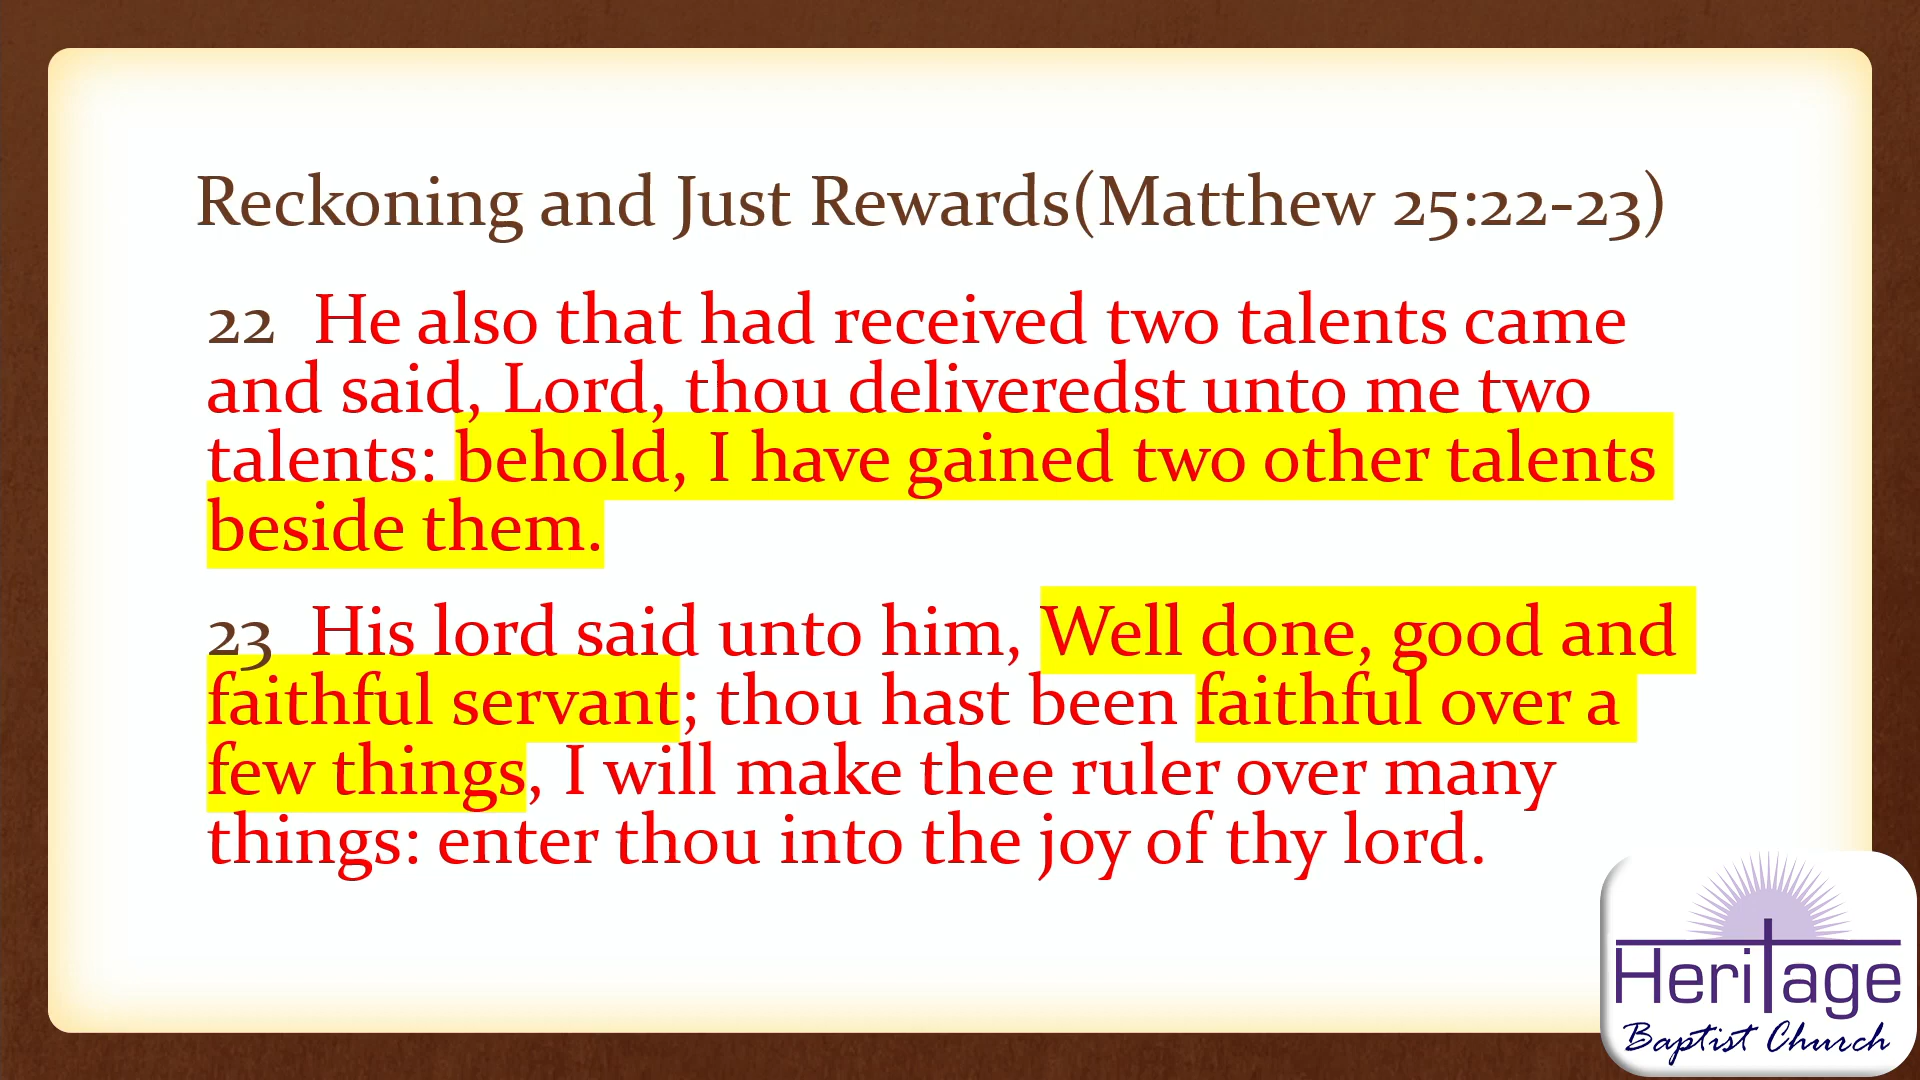 Reckoning and Just Rewards(Matthew 25:22-23)
22 He also that had received two talents came
and said, Lord, thou deliveredst unto me two
talents: behold, I have gained two other talents
beside them.
23 His lord said unto him, Well done, good and
faithful servant; thou hast been faithful over a
few things, I will make thee ruler over many
things: enter thou into the joy of thy lord.
Heritage
Baptist Church